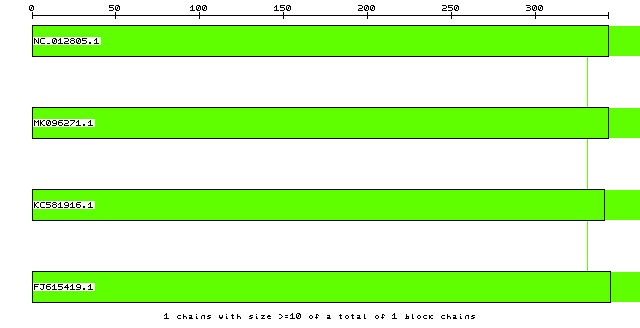 0 50 100 150 200 250 300
NC_012805.1
MK096271.1
KC581916.1
FJ615419.1
1 chains with size >=10 of a total of 1 block chains